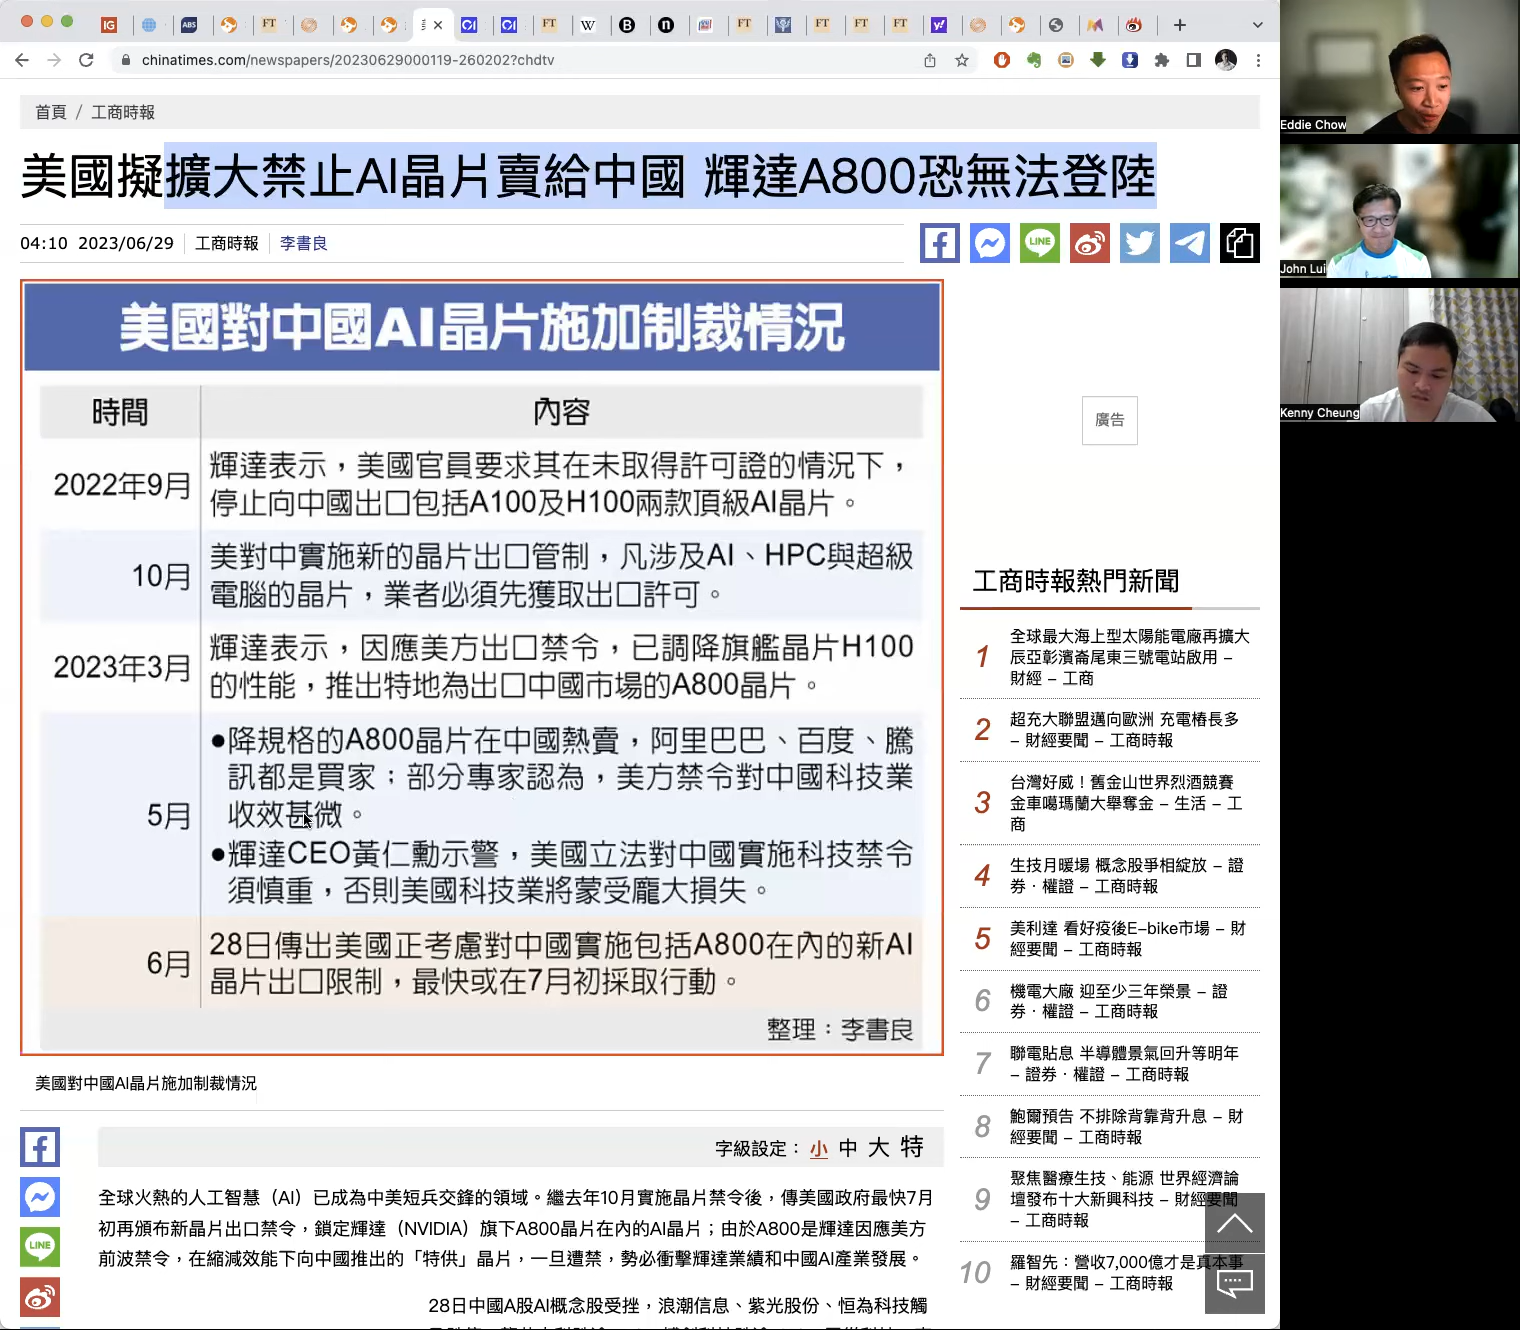 chinatimes.com/newspapers/20230629000119-260202?chdtv
首頁 / 工商時報
美國擬擴大禁止AI晶片賣給中國 輝達A800恐無法登陸
04:10 2023/06/29 工商時報 李書良
美國對中國AI晶片施加制裁情況
時間 內容
2022年9月 輝達表示，美國官員要求其在未取得許可證的情況下，
停止向中國出口包括A100及H100兩款頂級AI晶片。
10月 美對中實施新的晶片出口管制，凡涉及AI、HPC與超級
電腦的晶片，業者必須先獲取出口許可。
2023年3月 輝達表示，因應美方出口禁令，已調降旗艦晶片H100
的性能，推出特地為出口中國市場的A800晶片。
5月 ●降規格的A800晶片在中國熱賣，阿里巴巴、百度、騰
訊都是買家；部分專家認為，美方禁令對中國科技業
收效甚微。
●輝達CEO黃仁勳示警，美國立法對中國實施科技禁令
須慎重，否則美國科技業將蒙受龐大損失。
6月 28日傳出美國正考慮對中國實施包括A800在內的新AI
晶片出口限制，最快或在7月初採取行動。
整理：李書良
美國對中國AI晶片施加制裁情況
字級設定： 小 中 大 特
全球火熱的人工智慧（AI）已成為中美短兵交鋒的領域。繼去年10月實施晶片禁令後，傳美國政府最快7月
初再頒布新晶片出口禁令，鎖定輝達（NVIDIA）旗下A800晶片在內的AI晶片；由於A800是輝達因應美方
前波禁令，在縮減效能下向中國推出的「特供」晶片，一旦遭禁，勢必衝擊輝達業績和中國AI產業發展。
28日中國A股AI概念股受挫，浪潮信息、紫光股份、恒為科技觸
廣告
工商時報熱門新聞
1 全球最大海上型太陽能電廠再擴大
辰亞彰濱崙尾東三號電站啟用 –
財經 – 工商
2 超充大聯盟邁向歐洲 充電樁長多
– 財經要聞 – 工商時報
3 台灣好威！舊金山世界烈酒競賽
金車噶瑪蘭大舉奪金 – 生活 – 工
商
4 生技月暖場 概念股爭相綻放 – 證
券．權證 – 工商時報
5 美利達 看好疫後E-bike市場 – 財
經要聞 – 工商時報
6 機電大廠 迎至少三年榮景 – 證
券．權證 – 工商時報
7 聯電貼息 半導體景氣回升等明年
– 證券．權證 – 工商時報
8 鮑爾預告 不排除背靠背升息 – 財
經要聞 – 工商時報
9 聚焦醫療生技、能源 世界經濟論
壇發布十大新興科技 – 財經要聞
– 工商時報
10 羅智先：營收7,000億才是真本事
– 財經要聞 – 工商時報
Eddie Chow
John Lui
Kenny Cheung